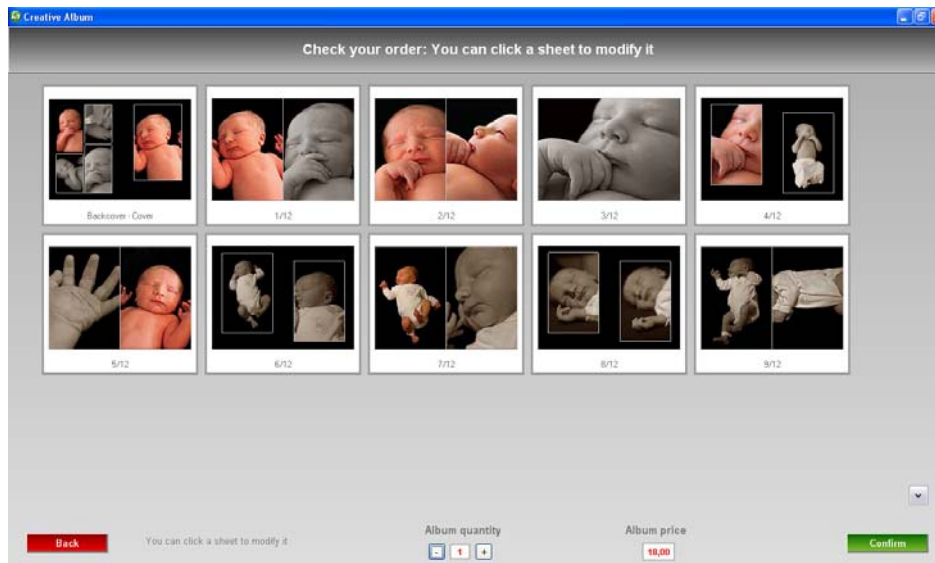 Creative Album
Check your order: You can click a sheet to modify it
Backcover - Cover
1/12
2/12
3/12
4/12
5/12
6/12
7/12
8/12
9/12
Album quantity
Album price
Back
You can click a sheet to modify it
- 1 +
18,00
Confirm